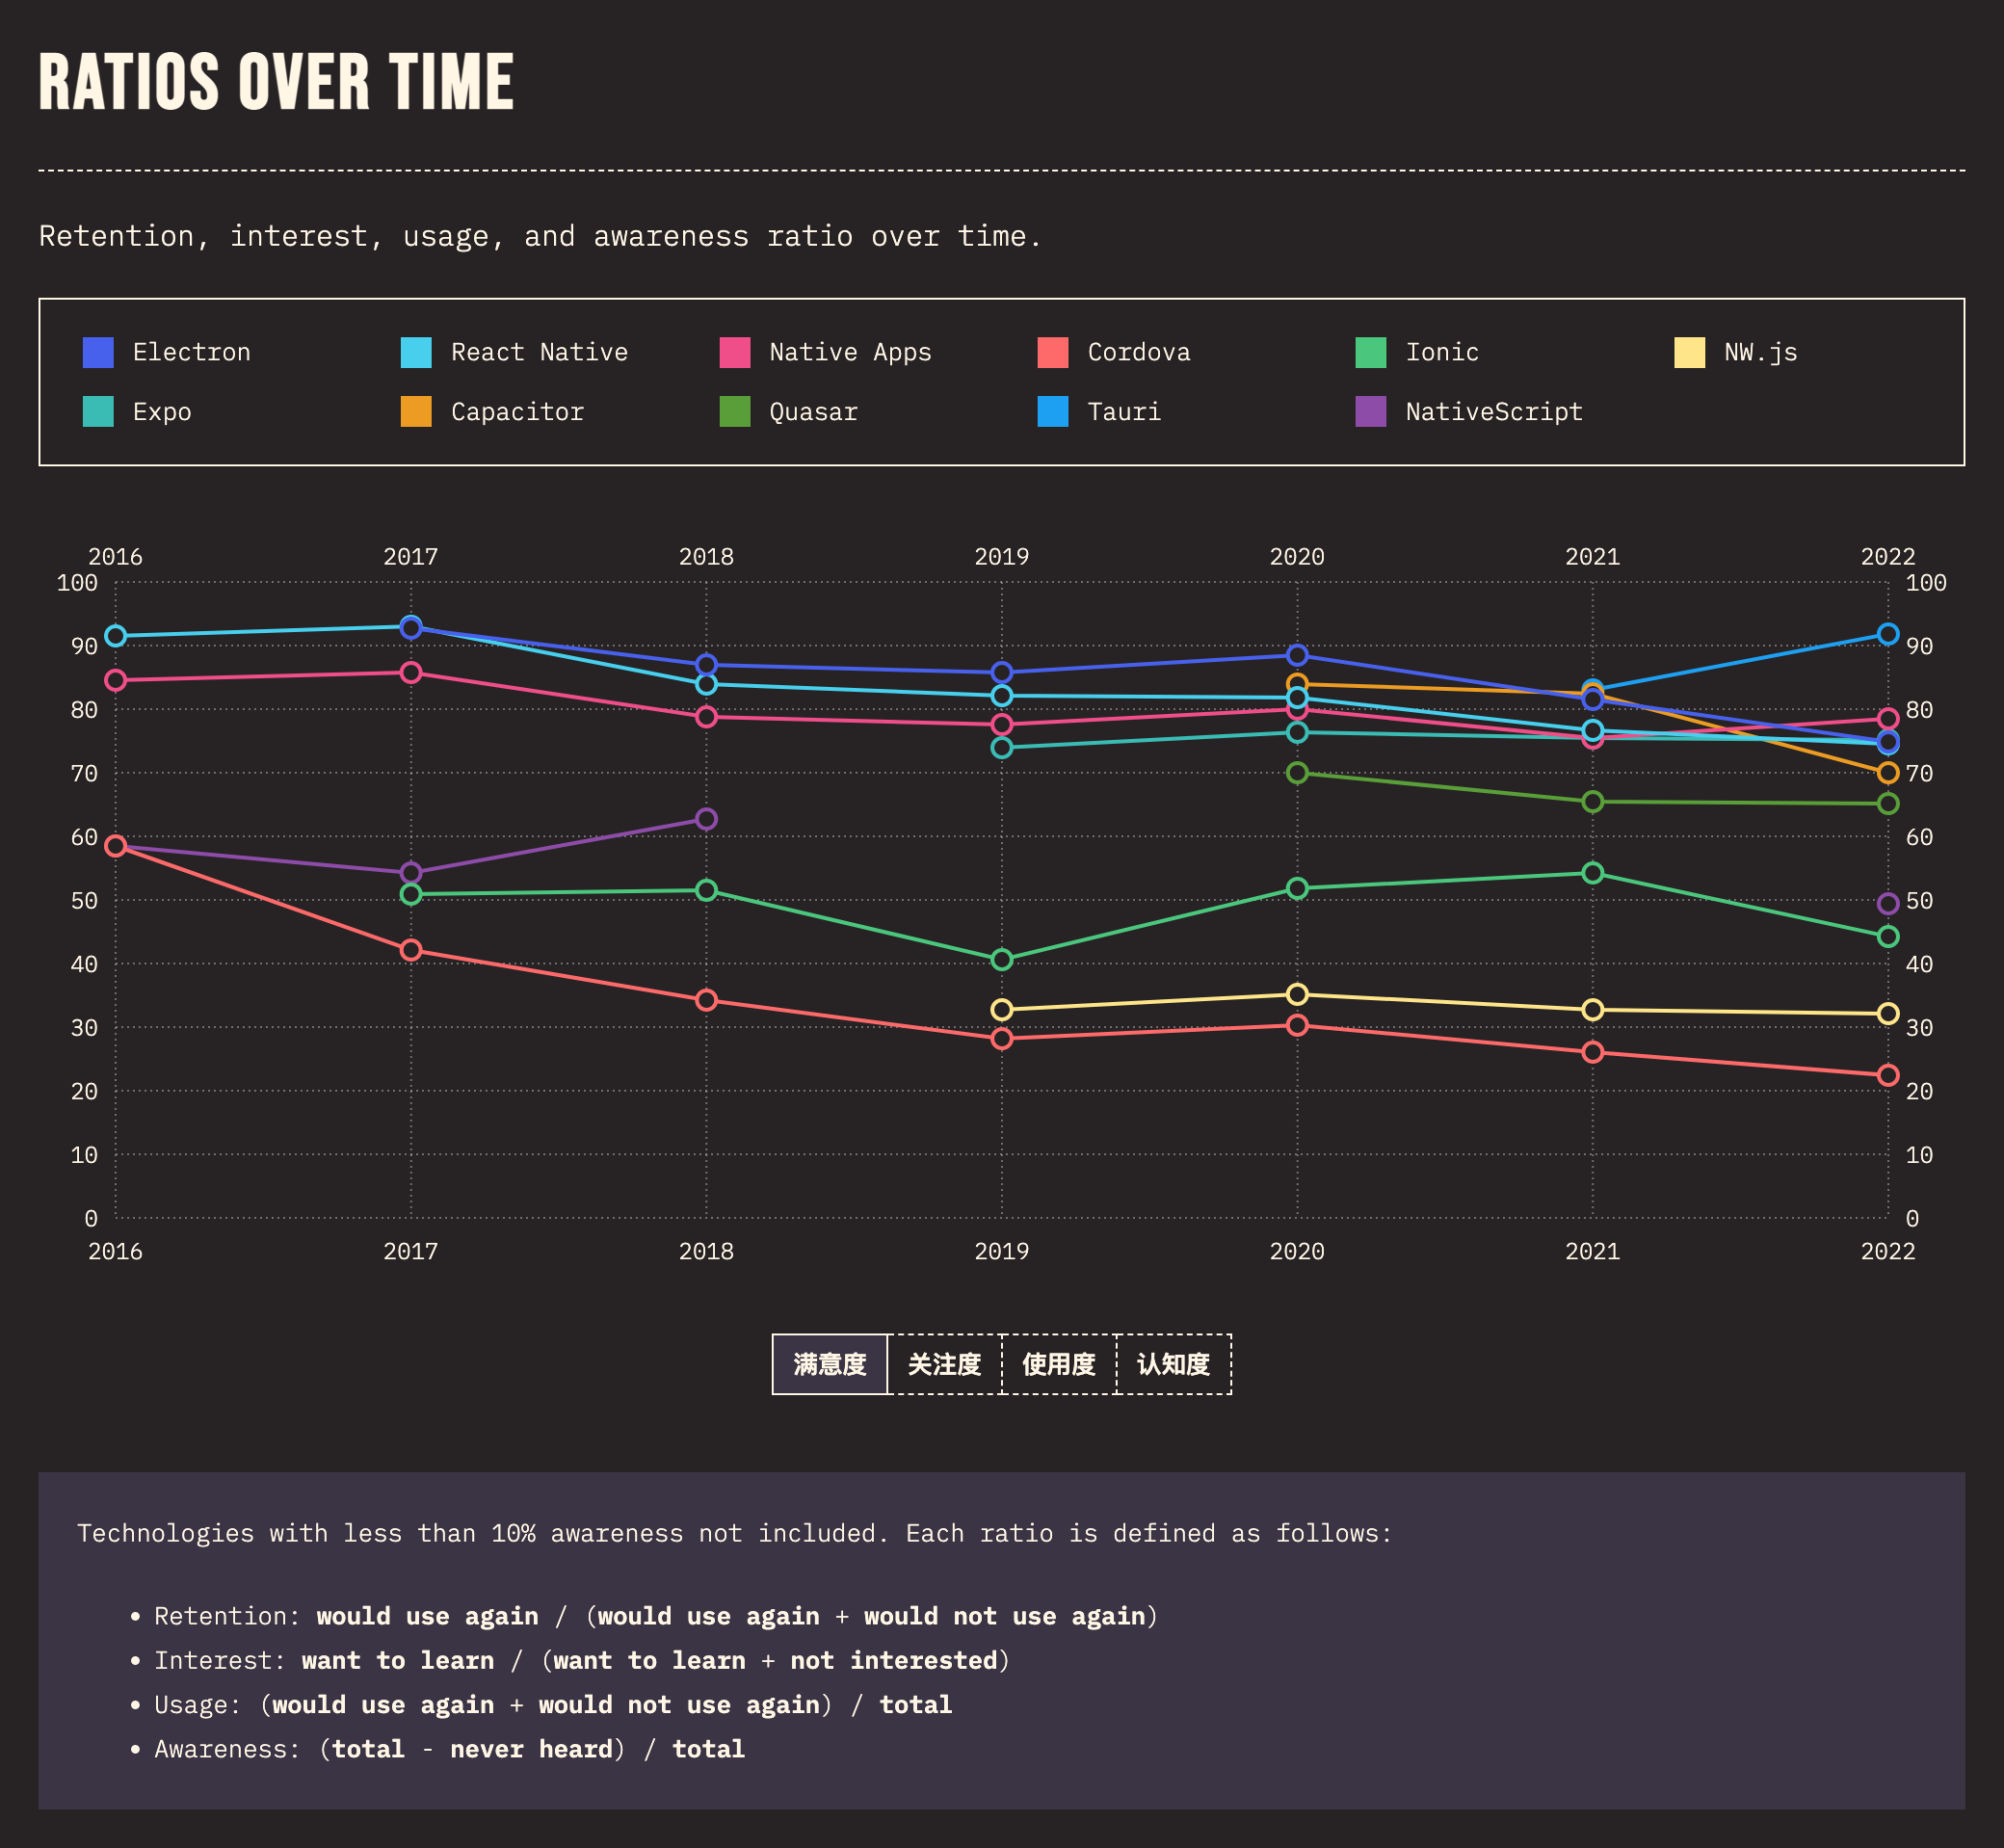 RATIOS OVER TIME
Retention, interest, usage, and awareness ratio over time.
Electron React Native Native Apps Cordova Ionic NW.js
Expo Capacitor Quasar Tauri NativeScript
2016 2017 2018 2019 2020 2021 2022
100 100
90 90
80 80
70 70
60 60
50 50
40 40
30 30
20 20
10 10
0 0
2016 2017 2018 2019 2020 2021 2022
满意度 关注度 使用度 认知度
Technologies with less than 10% awareness not included. Each ratio is defined as follows:
• Retention: would use again / (would use again + would not use again)
• Interest: want to learn / (want to learn + not interested)
• Usage: (would use again + would not use again) / total
• Awareness: (total - never heard) / total